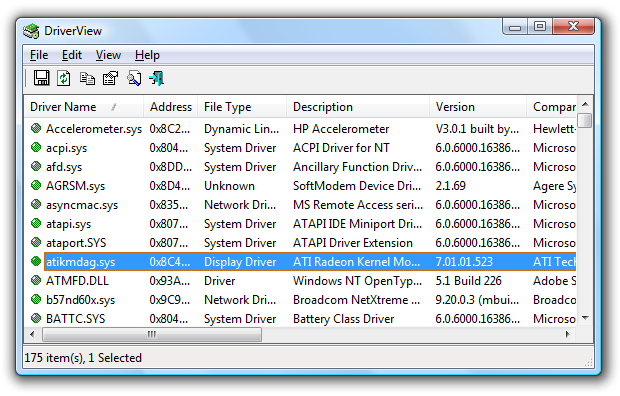 DriverView
File Edit View Help
Driver Name / Address File Type Description Version Compar
Accelerometer.sys 0x8C2... Dynamic Lin... HP Accelerometer V3.0.1 built by... Hewlett-
acpi.sys 0x804... System Driver ACPI Driver for NT 6.0.6000.16386... Microso
afd.sys 0x8DD... System Driver Ancillary Function Driv... 6.0.6000.16386... Microso
AGRSM.sys 0x8D4... Unknown SoftModem Device Dri... 2.1.69 Agere Sy
asyncmac.sys 0x835... Network Dri... MS Remote Access seri... 6.0.6000.16386... Microso
atapi.sys 0x807... System Driver ATAPI IDE Miniport Dri... 6.0.6000.16386... Microso
ataport.SYS 0x807... System Driver ATAPI Driver Extension 6.0.6000.16386... Microso
atikmdag.sys 0x8C4... Display Driver ATI Radeon Kernel Mo... 7.01.01.523 ATI Tech
ATMFD.DLL 0x93A... Driver Windows NT OpenTyp... 5.1 Build 226 Adobe S
b57nd60x.sys 0x9C9... Network Dri... Broadcom NetXtreme ... 9.20.0.3 (mbui... Broadco
BATTC.SYS 0x804... System Driver Battery Class Driver 6.0.6000.16386... Microso
175 item(s), 1 Selected